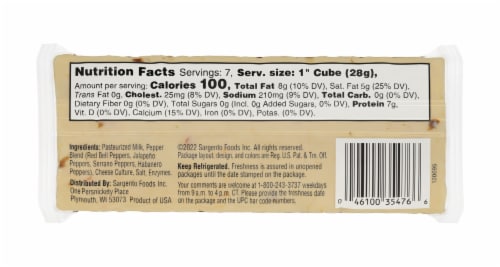 Nutrition Facts Servings: 7, Serv. size: 1" Cube (28g),
Amount per serving: Calories 100, Total Fat 8g (10% DV), Sat. Fat 5g (25% DV),
Trans Fat 0g, Cholest. 25mg (8% DV), Sodium 210mg (9% DV), Total Carb. 0g (0% DV),
Dietary Fiber 0g (0% DV), Total Sugars 0g (Incl. 0g Added Sugars, 0% DV), Protein 7g,
Vit. D (0% DV), Calcium (15% DV), Iron (0% DV), Potas. (0% DV).
Ingredients: Pasteurized Milk, Pepper
Blend (Red Bell Peppers, Jalapeño
Peppers, Serrano Peppers, Habanero
Peppers), Cheese Culture, Salt, Enzymes.
Distributed By: Sargento Foods Inc.
One Persnickety Place
Plymouth, WI 53073 Product of USA
©2022 Sargento Foods Inc. All rights reserved.
Package layout, design, and colors are Reg. U.S. Pat. & Tm. Off.
Keep Refrigerated. Freshness is assured in unopened
packages until the date stamped on the package.
Your comments are welcome at 1-800-243-3737 weekdays
from 9 a.m. to 4 p.m. CT. Please provide the freshness date
on the package and the UPC bar code numbers.
0 46100 35476 6